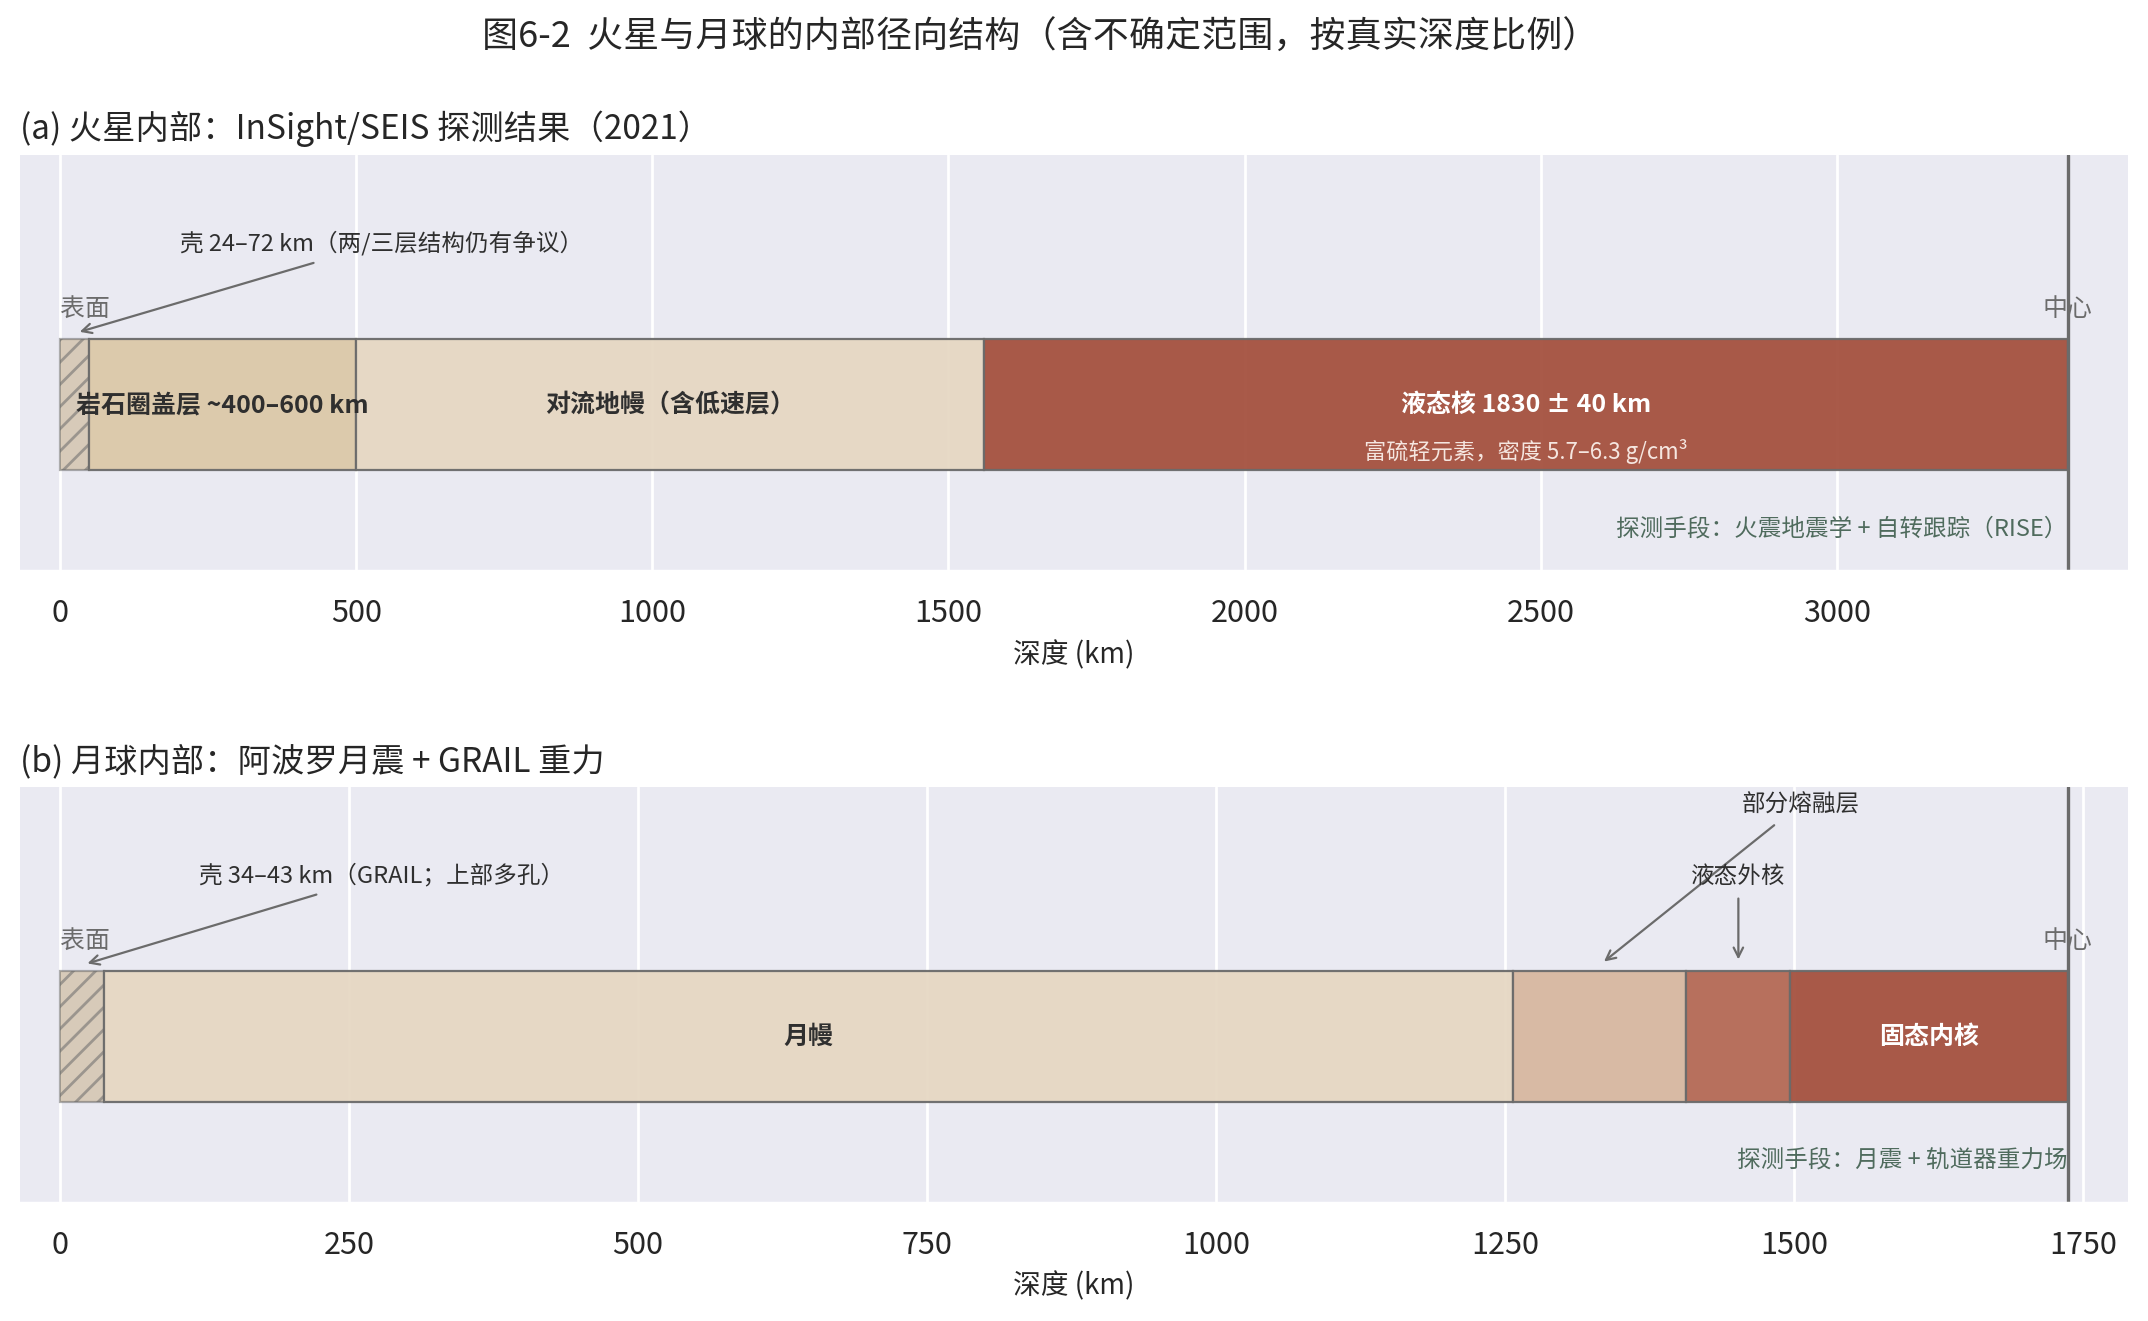 图6-2 火星与月球的内部径向结构（含不确定范围，按真实深度比例）
(a) 火星内部：InSight/SEIS 探测结果（2021）
壳 24–72 km（两/三层结构仍有争议）
表面
中心
岩石圈盖层 ~400–600 km
对流地幔（含低速层）
液态核 1830 ± 40 km
富硫轻元素，密度 5.7–6.3 g/cm³
探测手段：火震地震学 + 自转跟踪（RISE）
0 500 1000 1500 2000 2500 3000
深度 (km)
(b) 月球内部：阿波罗月震 + GRAIL 重力
部分熔融层
壳 34–43 km（GRAIL；上部多孔）
液态外核
表面
中心
月幔
固态内核
探测手段：月震 + 轨道器重力场
0 250 500 750 1000 1250 1500 1750
深度 (km)